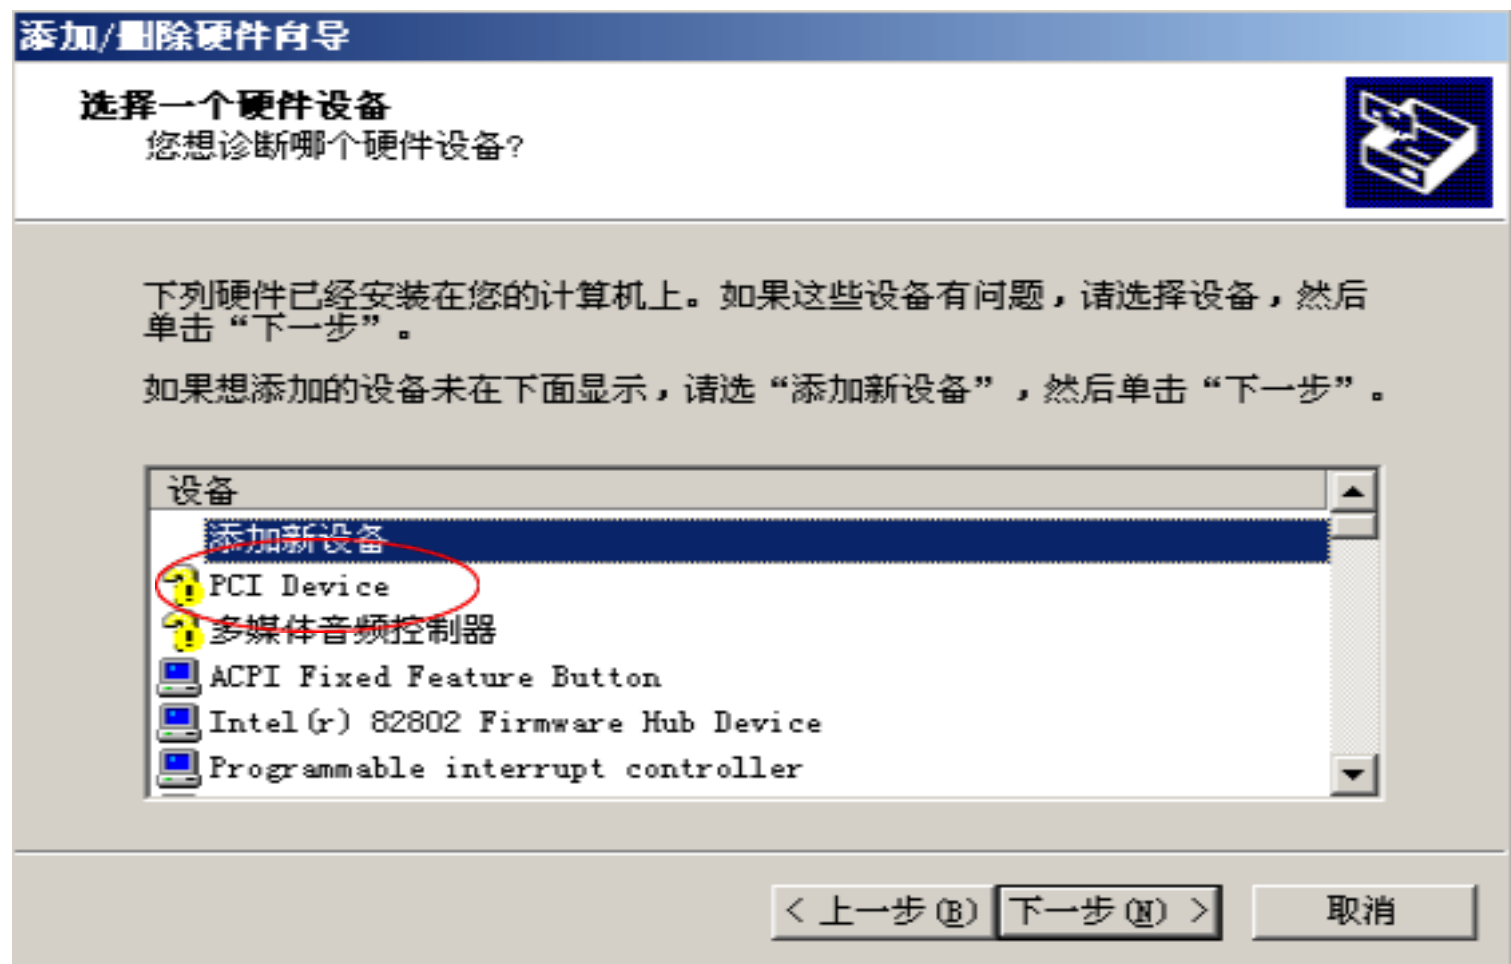 添加/删除硬件向导
选择一个硬件设备
您想诊断哪个硬件设备?
下列硬件已经安装在您的计算机上。如果这些设备有问题，请选择设备，然后
单击“下一步”。
如果想添加的设备未在下面显示，请选“添加新设备”，然后单击“下一步”。
设备
添加新设备
PCI Device
多媒体音频控制器
ACPI Fixed Feature Button
Intel(r) 82802 Firmware Hub Device
Programmable interrupt controller
< 上一步(B) 下一步(N) > 取消